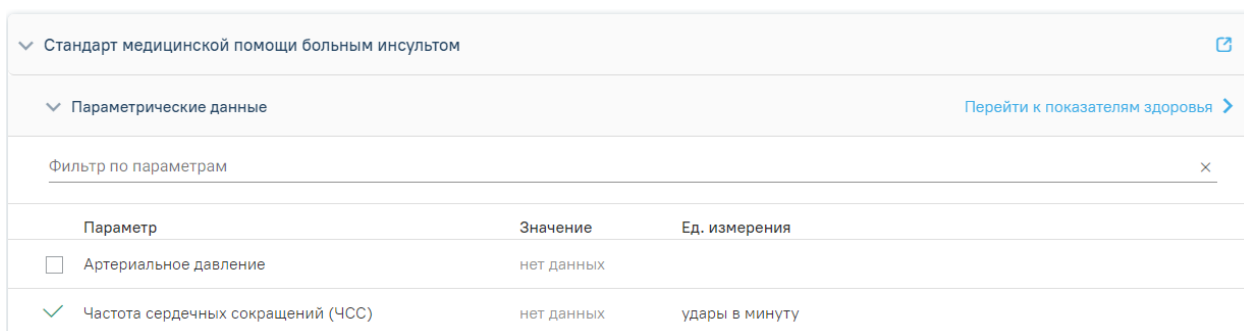 Стандарт медицинской помощи больным инсультом
Параметрические данные Перейти к показателям здоровья
Фильтр по параметрам
Параметр Значение Ед. измерения
Артериальное давление нет данных
Частота сердечных сокращений (ЧСС) нет данных удары в минуту